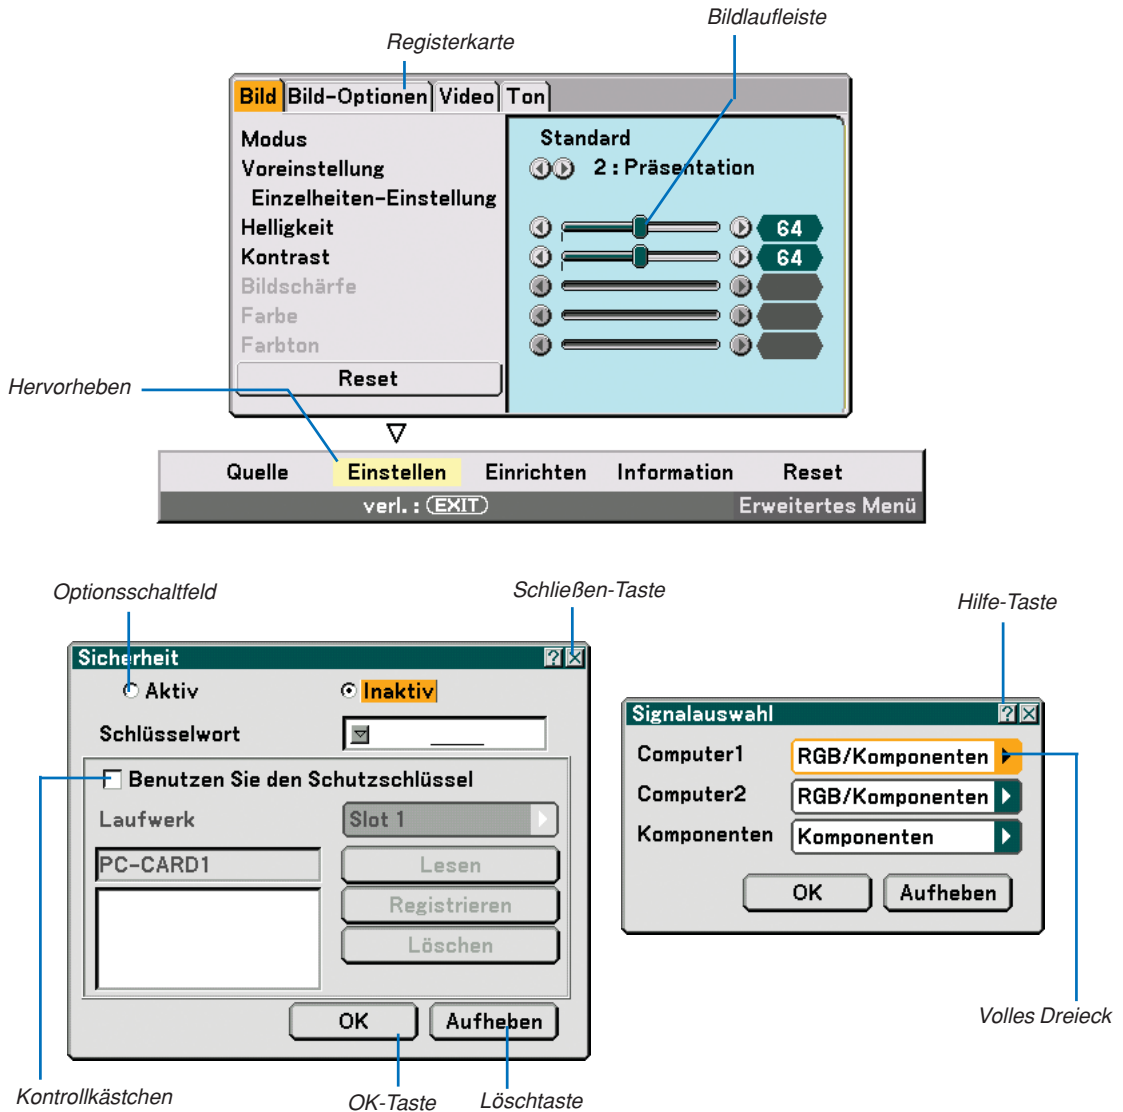 Bildlaufleiste
Registerkarte
Bild Bild-Optionen Video Ton
Modus Standard
Voreinstellung 2 : Präsentation
Einzelheiten-Einstellung
Helligkeit 64
Kontrast 64
Bildschärfe
Farbe
Farbton
Reset
Hervorheben
Quelle Einstellen Einrichten Information Reset
verl. : EXIT Erweitertes Menü
Optionsschaltfeld
Schließen-Taste
Hilfe-Taste
Sicherheit ? X
Aktiv Inaktiv
Schlüsselwort
Benutzen Sie den Schutzschlüssel
Laufwerk Slot 1
PC-CARD1 Lesen
Registrieren
Löschen
OK Aufheben
Signalauswahl ? X
Computer1 RGB/Komponenten
Computer2 RGB/Komponenten
Komponenten Komponenten
OK Aufheben
Volles Dreieck
Kontrollkästchen
OK-Taste
Löschtaste